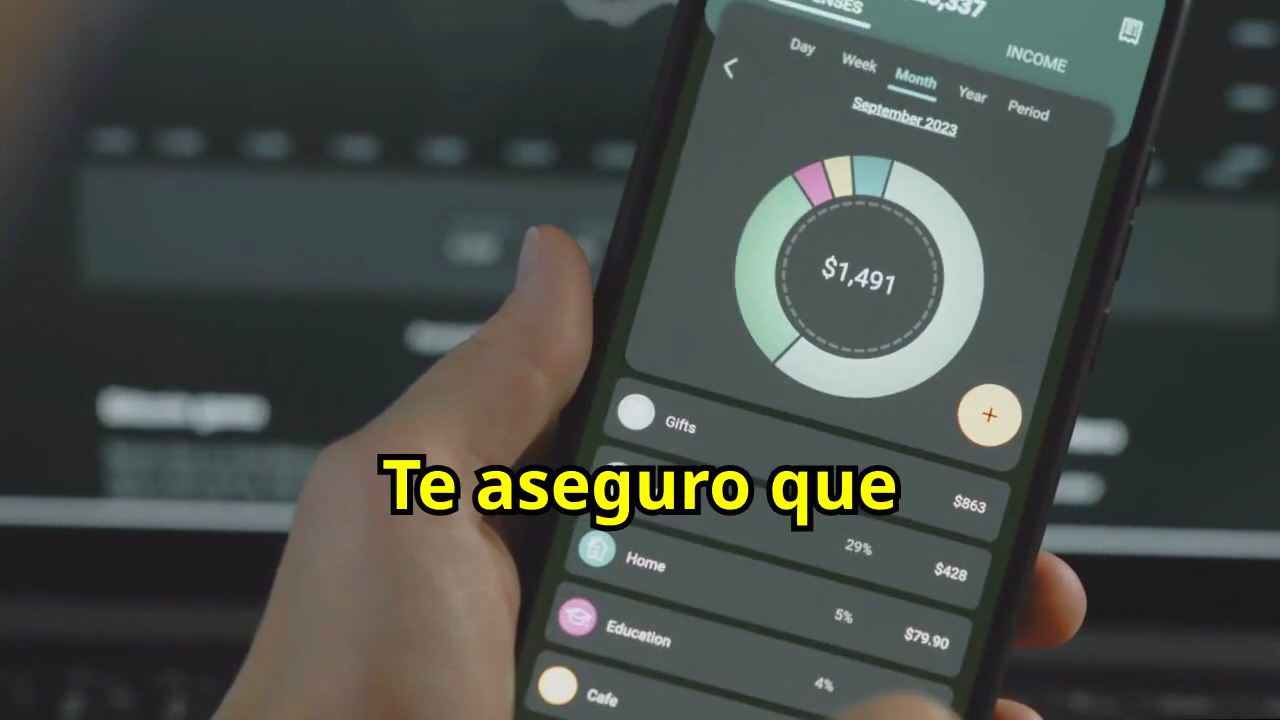 Day Week Month Year Period
INCOME
September 2023
$1,491
+
Gifts
$863
Te aseguro que
29% $428
Home
5% $79.90
Education
4%
Cafe